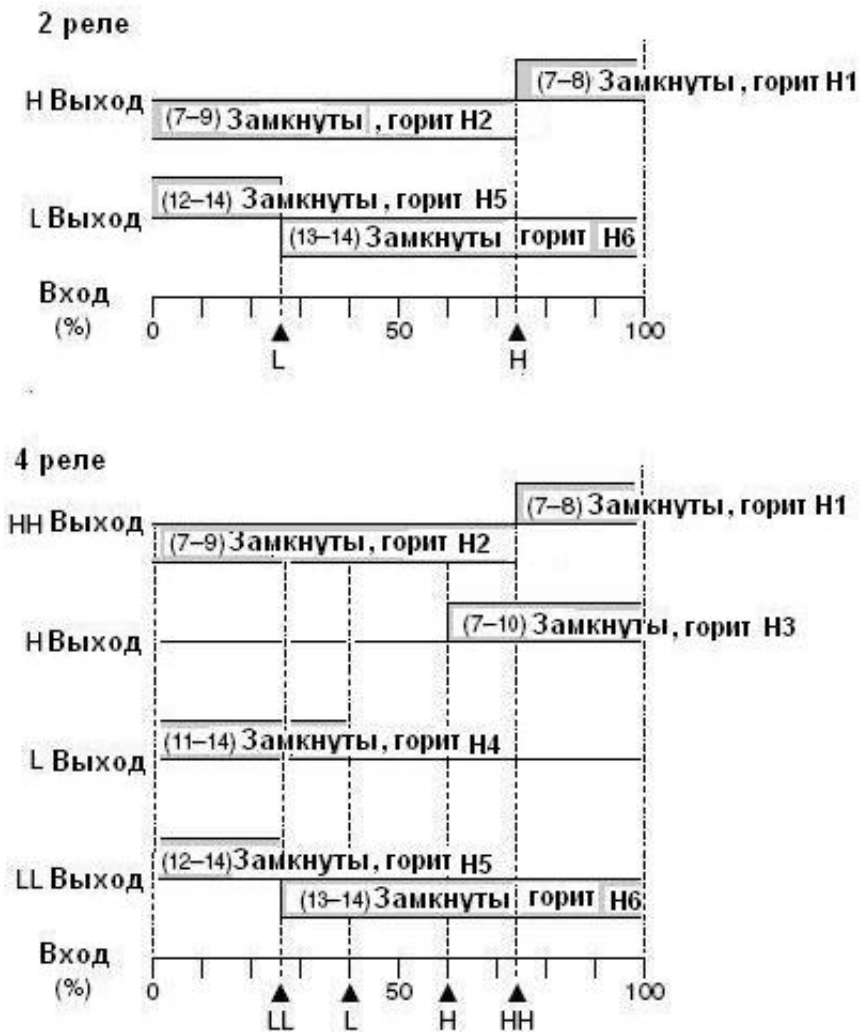 2 реле
(7–8) Замкнуты, горит H1
H Выход
(7–9) Замкнуты, горит H2
(12–14) Замкнуты, горит H5
L Выход
(13–14) Замкнуты горит H6
Вход
(%)
0 50 100
L H
4 реле
(7–8) Замкнуты, горит H1
HH Выход
(7–9) Замкнуты, горит H2
(7–10) Замкнуты, горит H3
H Выход
(11–14) Замкнуты, горит H4
L Выход
(12–14) Замкнуты, горит H5
LL Выход
(13–14) Замкнуты горит H6
Вход
(%)
0 50 100
LL L H HH